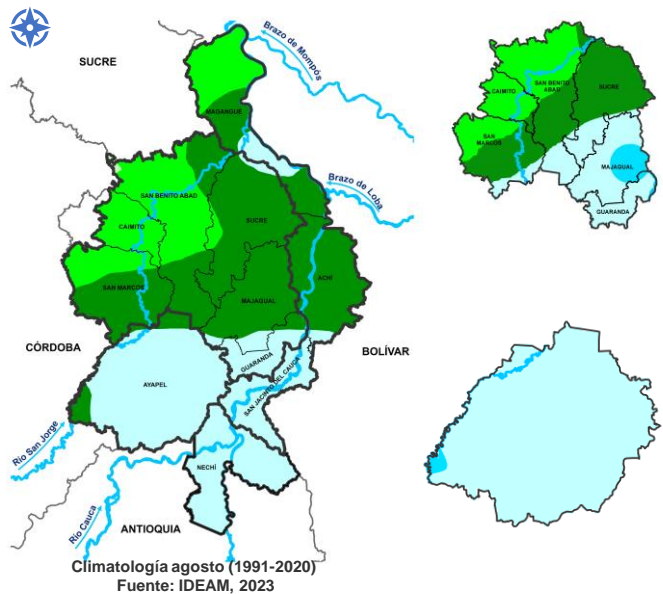 SUCRE
Brazo de Mompós
MAGANGUE
Brazo de Loba
SAN BENITO ABAD
SUCRE
CAIMITO
SAN MARCOS
MAJAGUAL
ACHÍ
CÓRDOBA
BOLÍVAR
GUARANDA
AYAPEL
SAN JACINTO DEL CAUCA
Río San Jorge
NECHÍ
Río Cauca
ANTIOQUIA
Climatología agosto (1991-2020)
Fuente: IDEAM, 2023
SAN BENITO
ABAD
SUCRE
CAIMITO
SAN
MARCOS
MAJAGUAL
GUARANDA